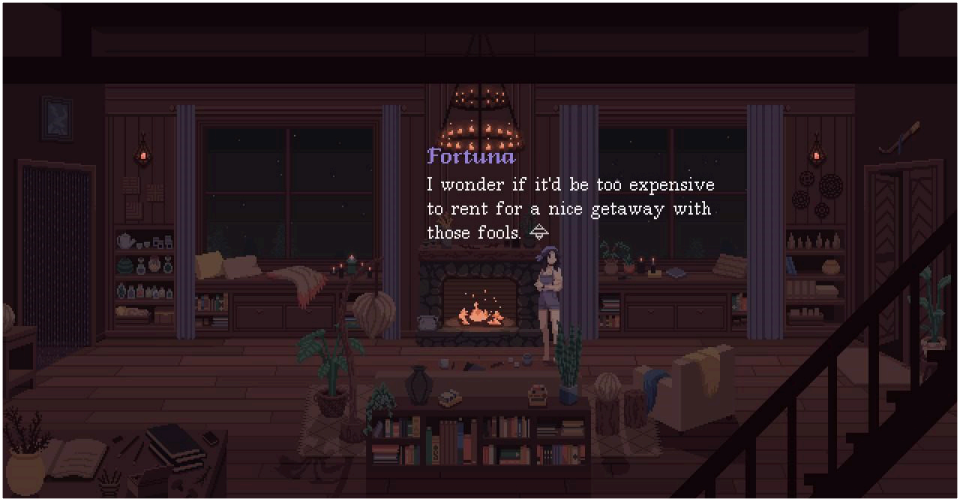 Fortuna
I wonder if it'd be too expensive
to rent for a nice getaway with
those fools.